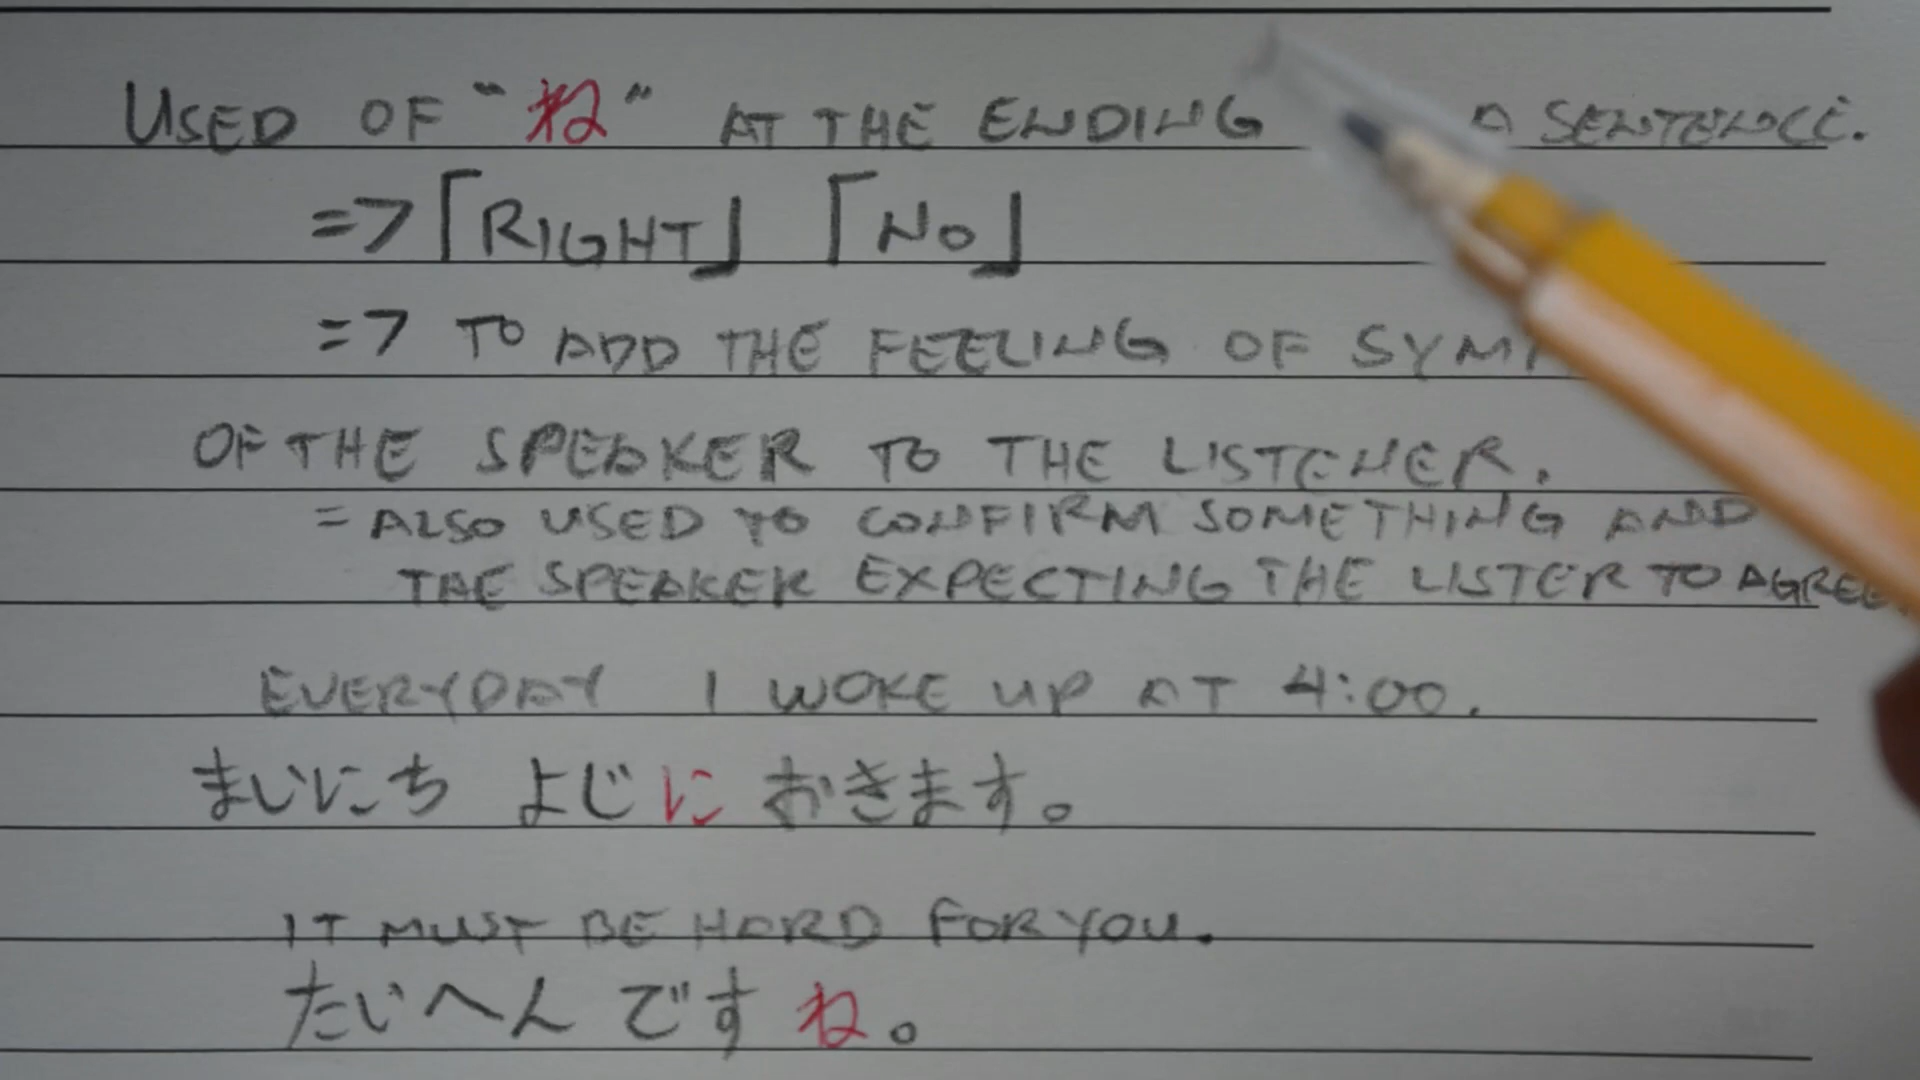 USED OF "ね" AT THE ENDING A SENTENCE.
=> 「RIGHT」 「NO」
=> TO ADD THE FEELING OF
OF THE SPEAKER TO THE LISTENER.
= ALSO USED TO CONFIRM SOMETHING AND
THE SPEAKER EXPECTING THE LISTER TO AGREE
EVERYDAY I WOKE UP AT 4:00.
まいにち よじに おきます。
IT MUST BE HARD FOR YOU.
たいへん です ね。